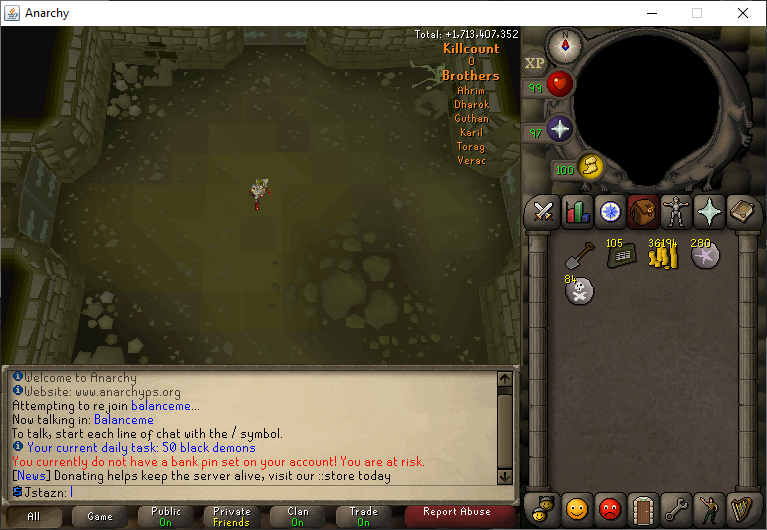 Anarchy
Total: +1,713,407,352
Killcount
0
Brothers
Ahrim
Dharok
Guthan
Karil
Torag
Verac
XP
99
97
100
105
36194
280
84
Welcome to Anarchy
Website: www.anarchyps.org
Attempting to rejoin balanceme...
Now talking in: Balanceme
To talk, start each line of chat with the / symbol.
Your current daily task: 50 black demons
You currently do not have a bank pin set on your account! You are at risk.
[News] Donating helps keep the server alive, visit our ::store today
Jstazn: |
All
Game
Public
On
Private
Friends
Clan
On
Trade
On
Report Abuse